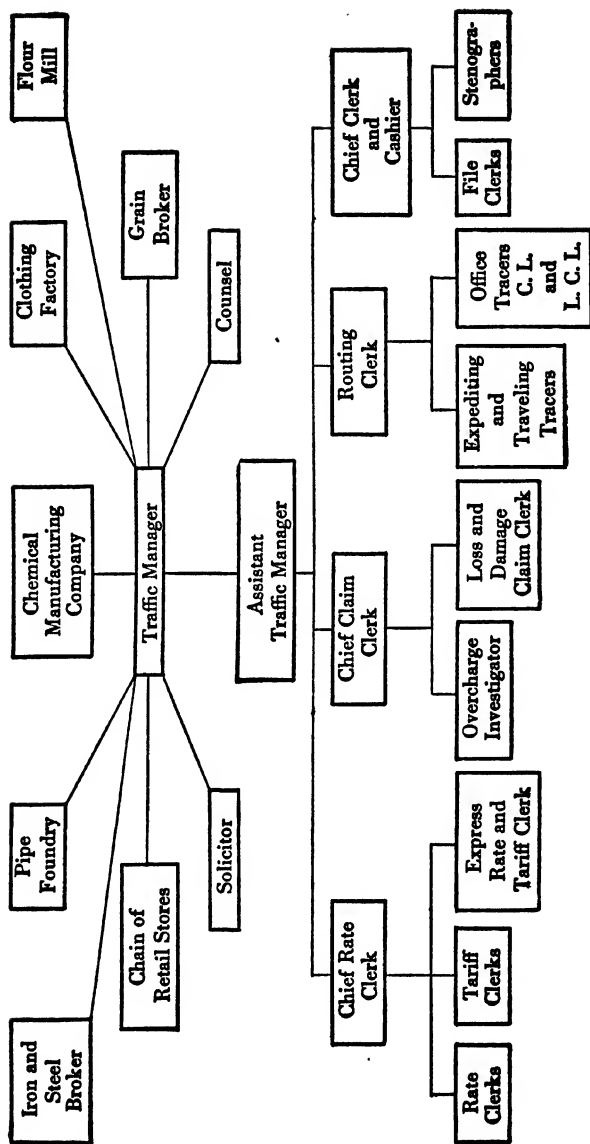 Iron and
Steel
Broker
Pipe
Foundry
Chemical
Manufacturing
Company
Clothing
Factory
Flour
Mill
Chain of
Retail Stores
Traffic Manager
Grain
Broker
Solicitor
Counsel
Assistant
Traffic Manager
Chief Rate
Clerk
Chief Claim
Clerk
Routing
Clerk
Chief Clerk
and
Cashier
Rate
Clerks
Tariff
Clerks
Express
Rate and
Tariff Clerk
Overcharge
Investigator
Loss and
Damage
Claim Clerk
Expediting
and
Traveling
Tracers
Office
Tracers
C. L.
and
L. C. L.
File
Clerks
Stenogra-
phers